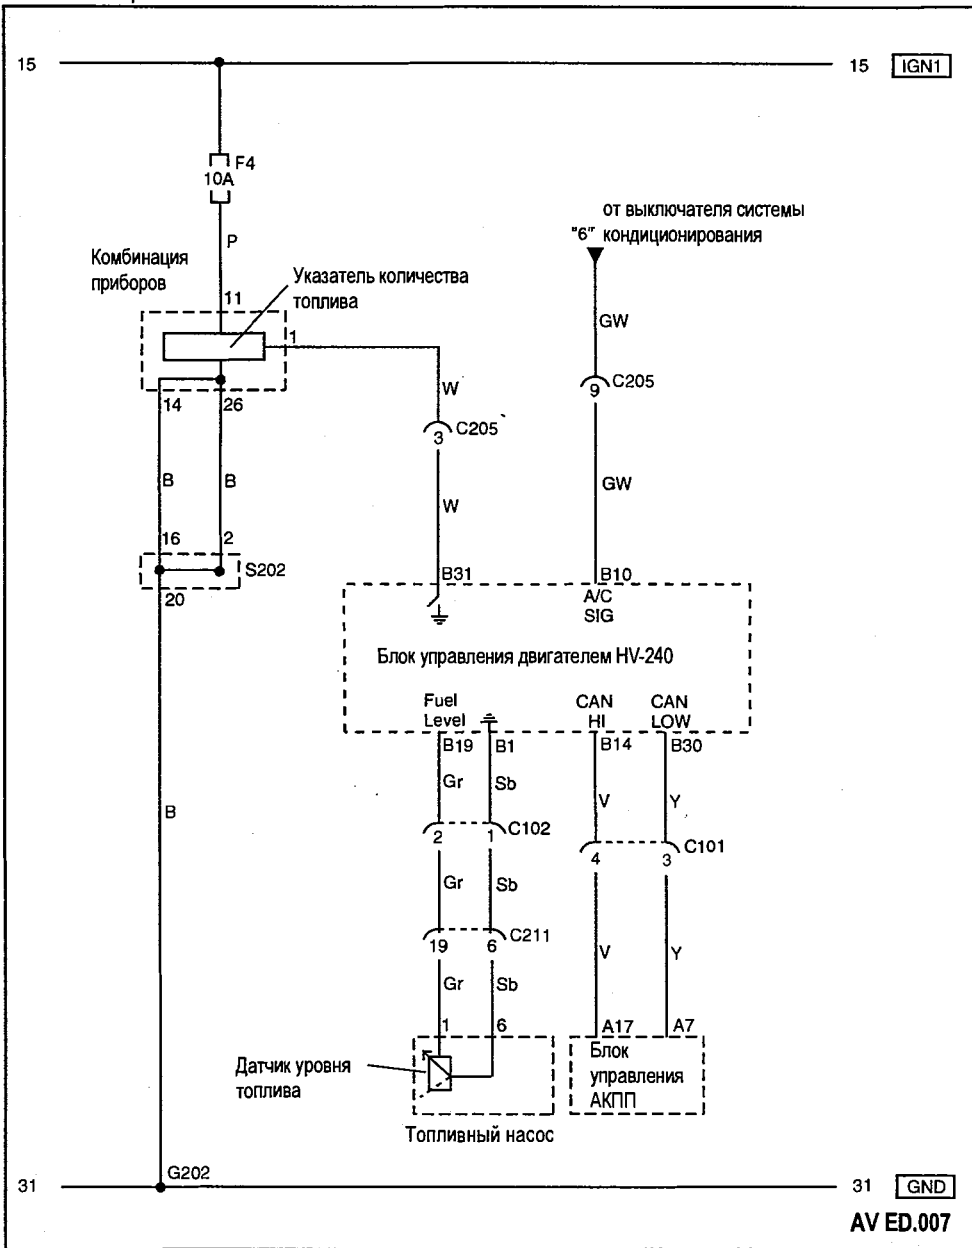 15
15 IGN1
F4
10A
от выключателя системы
"6" кондиционирования
P
Комбинация
приборов
Указатель количества
топлива
11
GW
1
C205
9
W
14
26
C205
3
B
B
GW
W
16
2
S202
B31
B10
20
A/C
SIG
Блок управления двигателем HV-240
Fuel
Level
CAN
HI
CAN
LOW
B19
B1
B14
B30
Gr
Sb
V
Y
B
C102
2
1
C101
4
3
Gr
Sb
C211
19
6
V
Y
Gr
Sb
1
6
A17
A7
Датчик уровня
топлива
Блок
управления
АКПП
Топливный насос
G202
31
31 GND
AV ED.007